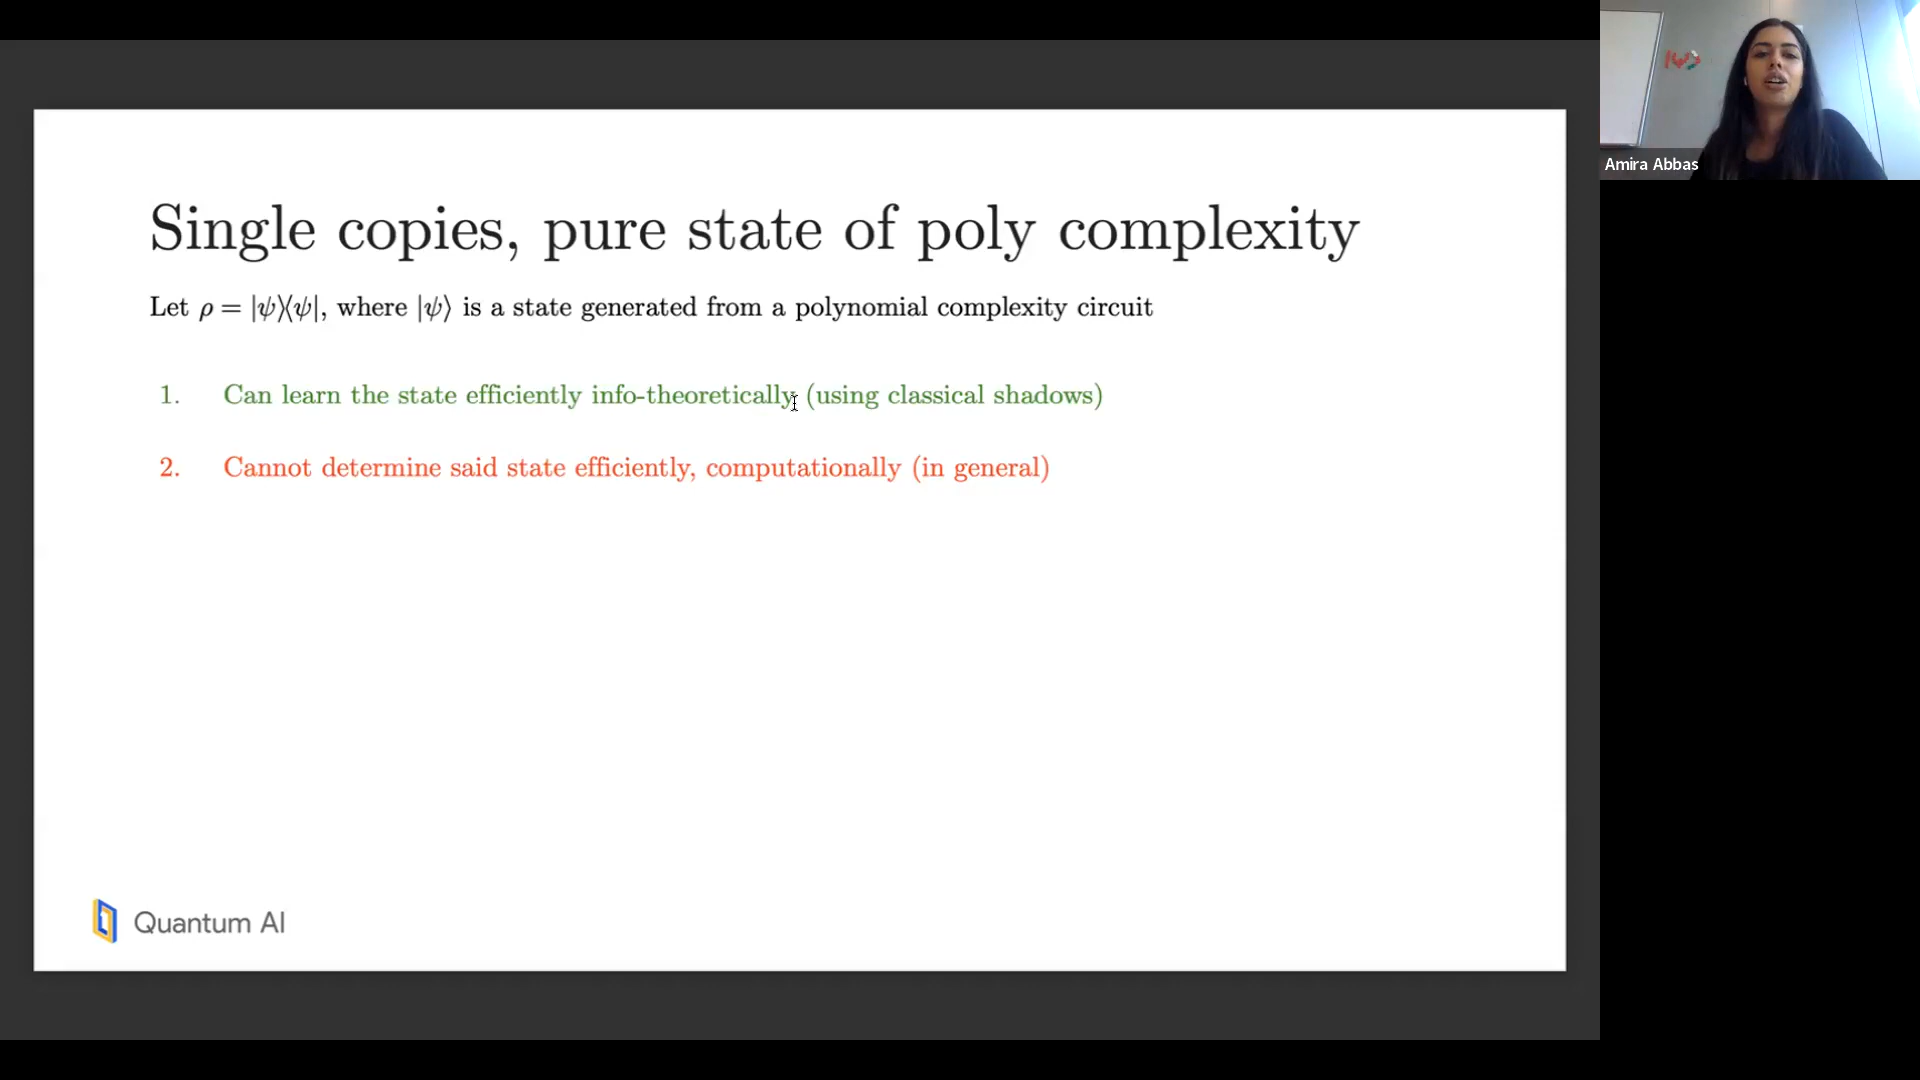 Single copies, pure state of poly complexity
Let ρ = |ψ⟩⟨ψ|, where |ψ⟩ is a state generated from a polynomial complexity circuit
1. Can learn the state efficiently info-theoretically (using classical shadows)
2. Cannot determine said state efficiently, computationally (in general)
Quantum AI
Amira Abbas